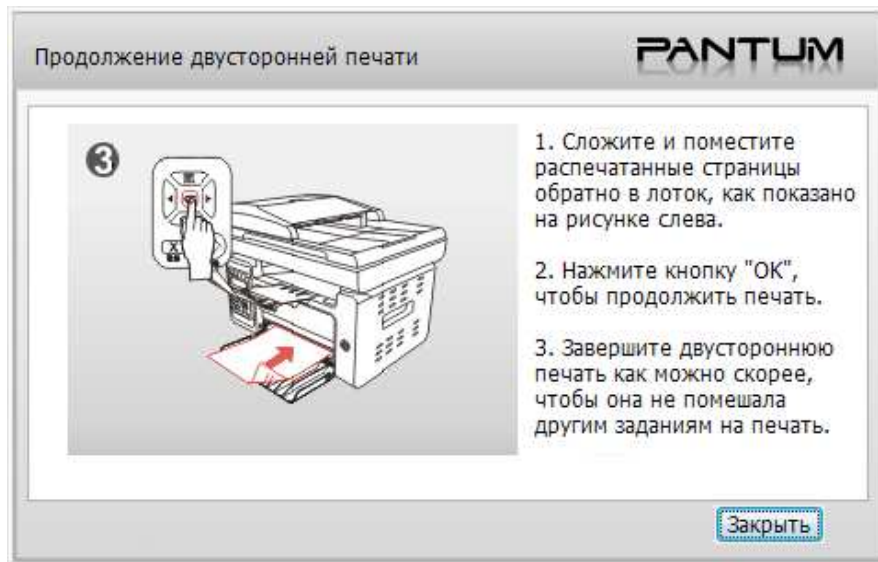 Продолжение двусторонней печати
PANTUM
3
1. Сложите и поместите
распечатанные страницы
обратно в лоток, как показано
на рисунке слева.
2. Нажмите кнопку "ОК",
чтобы продолжить печать.
3. Завершите двустороннюю
печать как можно скорее,
чтобы она не помешала
другим заданиям на печать.
Закрыть